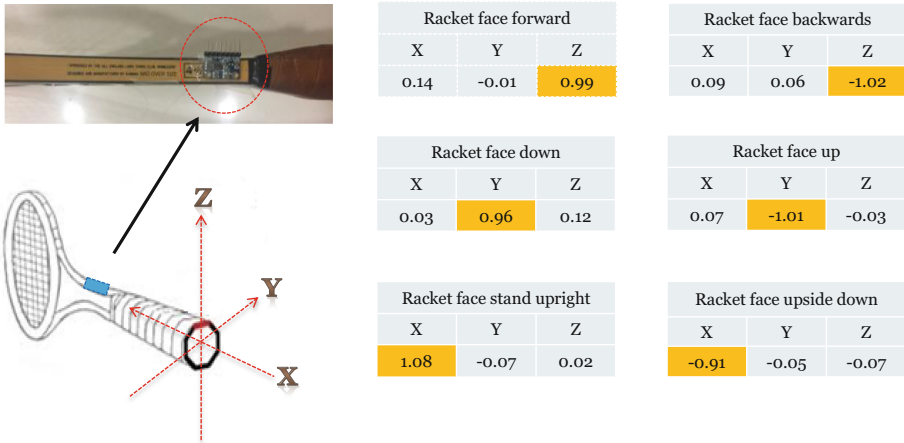 Racket face forward
X Y Z
0.14 -0.01 0.99
Racket face backwards
X Y Z
0.09 0.06 -1.02
Racket face down
X Y Z
0.03 0.96 0.12
Racket face up
X Y Z
0.07 -1.01 -0.03
Racket face stand upright
X Y Z
1.08 -0.07 0.02
Racket face upside down
X Y Z
-0.91 -0.05 -0.07
Z
Y
X